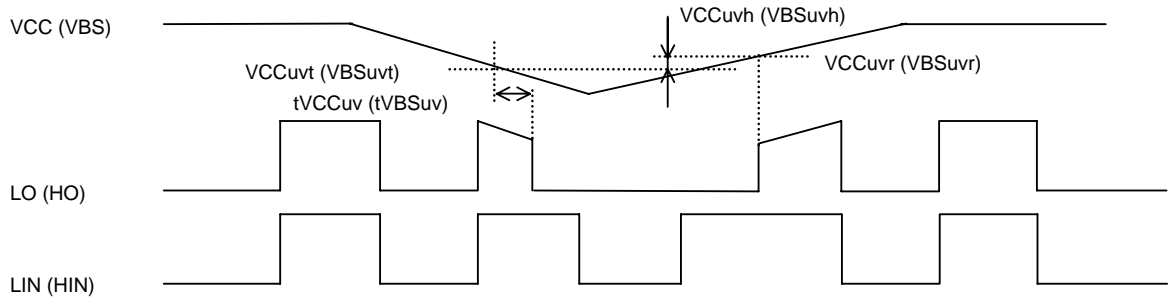 VCCuvh (VBSuvh)
VCC (VBS)
VCCuvt (VBSuvt)
VCCuvr (VBSuvr)
tVCCuv (tVBSuv)
LO (HO)
LIN (HIN)